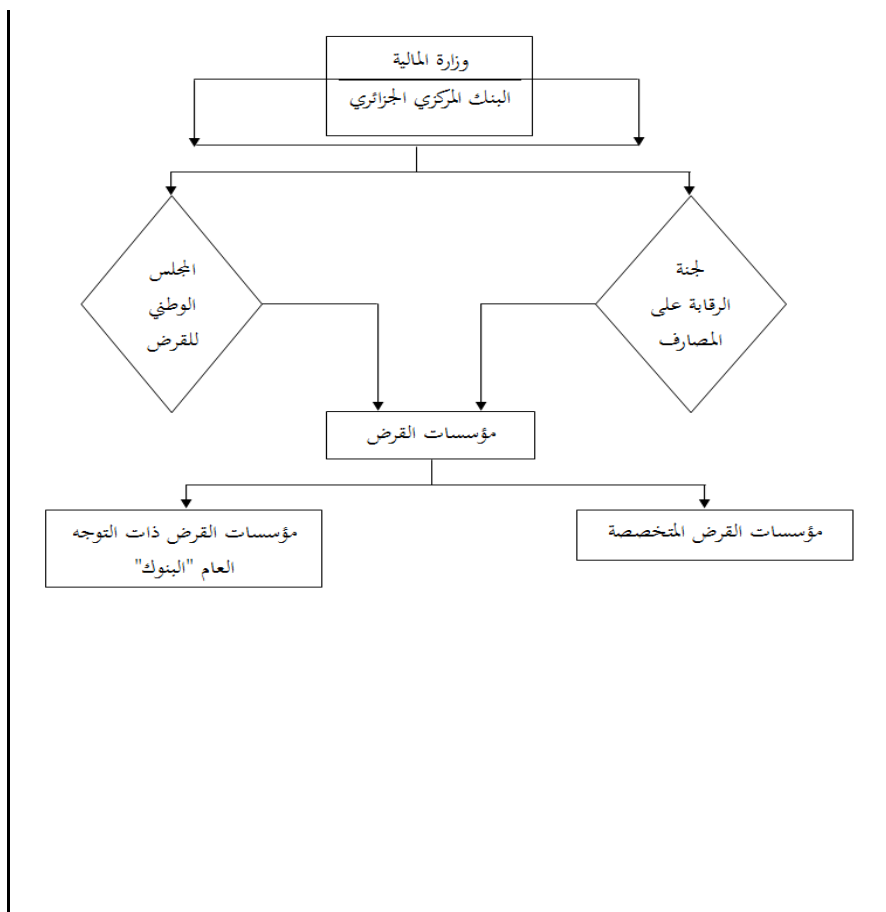 وزارة المالية
البنك المركزي الجزائري
لجنة
الرقابة على
المصارف
المجلس
الوطني
للقرض
مؤسسات القرض
مؤسسات القرض المتخصصة
مؤسسات القرض ذات التوجه
العام "البنوك"